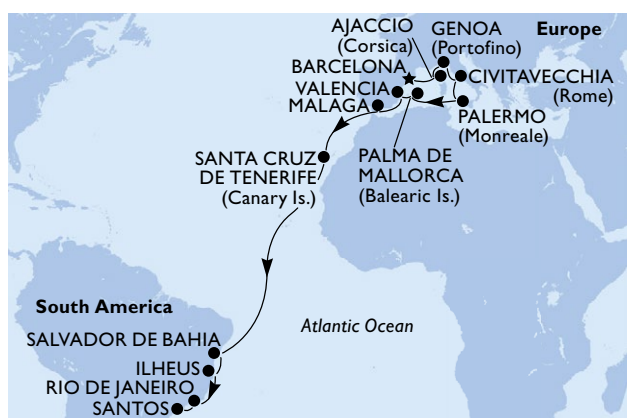 AJACCIO
(Corsica)
GENOA
(Portofino)
Europe
BARCELONA
CIVITAVECCHIA
(Rome)
VALENCIA
MALAGA
PALERMO
(Monreale)
PALMA DE
MALLORCA
(Balearic Is.)
SANTA CRUZ
DE TENERIFE
(Canary Is.)
South America
Atlantic Ocean
SALVADOR DE BAHIA
ILHEUS
RIO DE JANEIRO
SANTOS